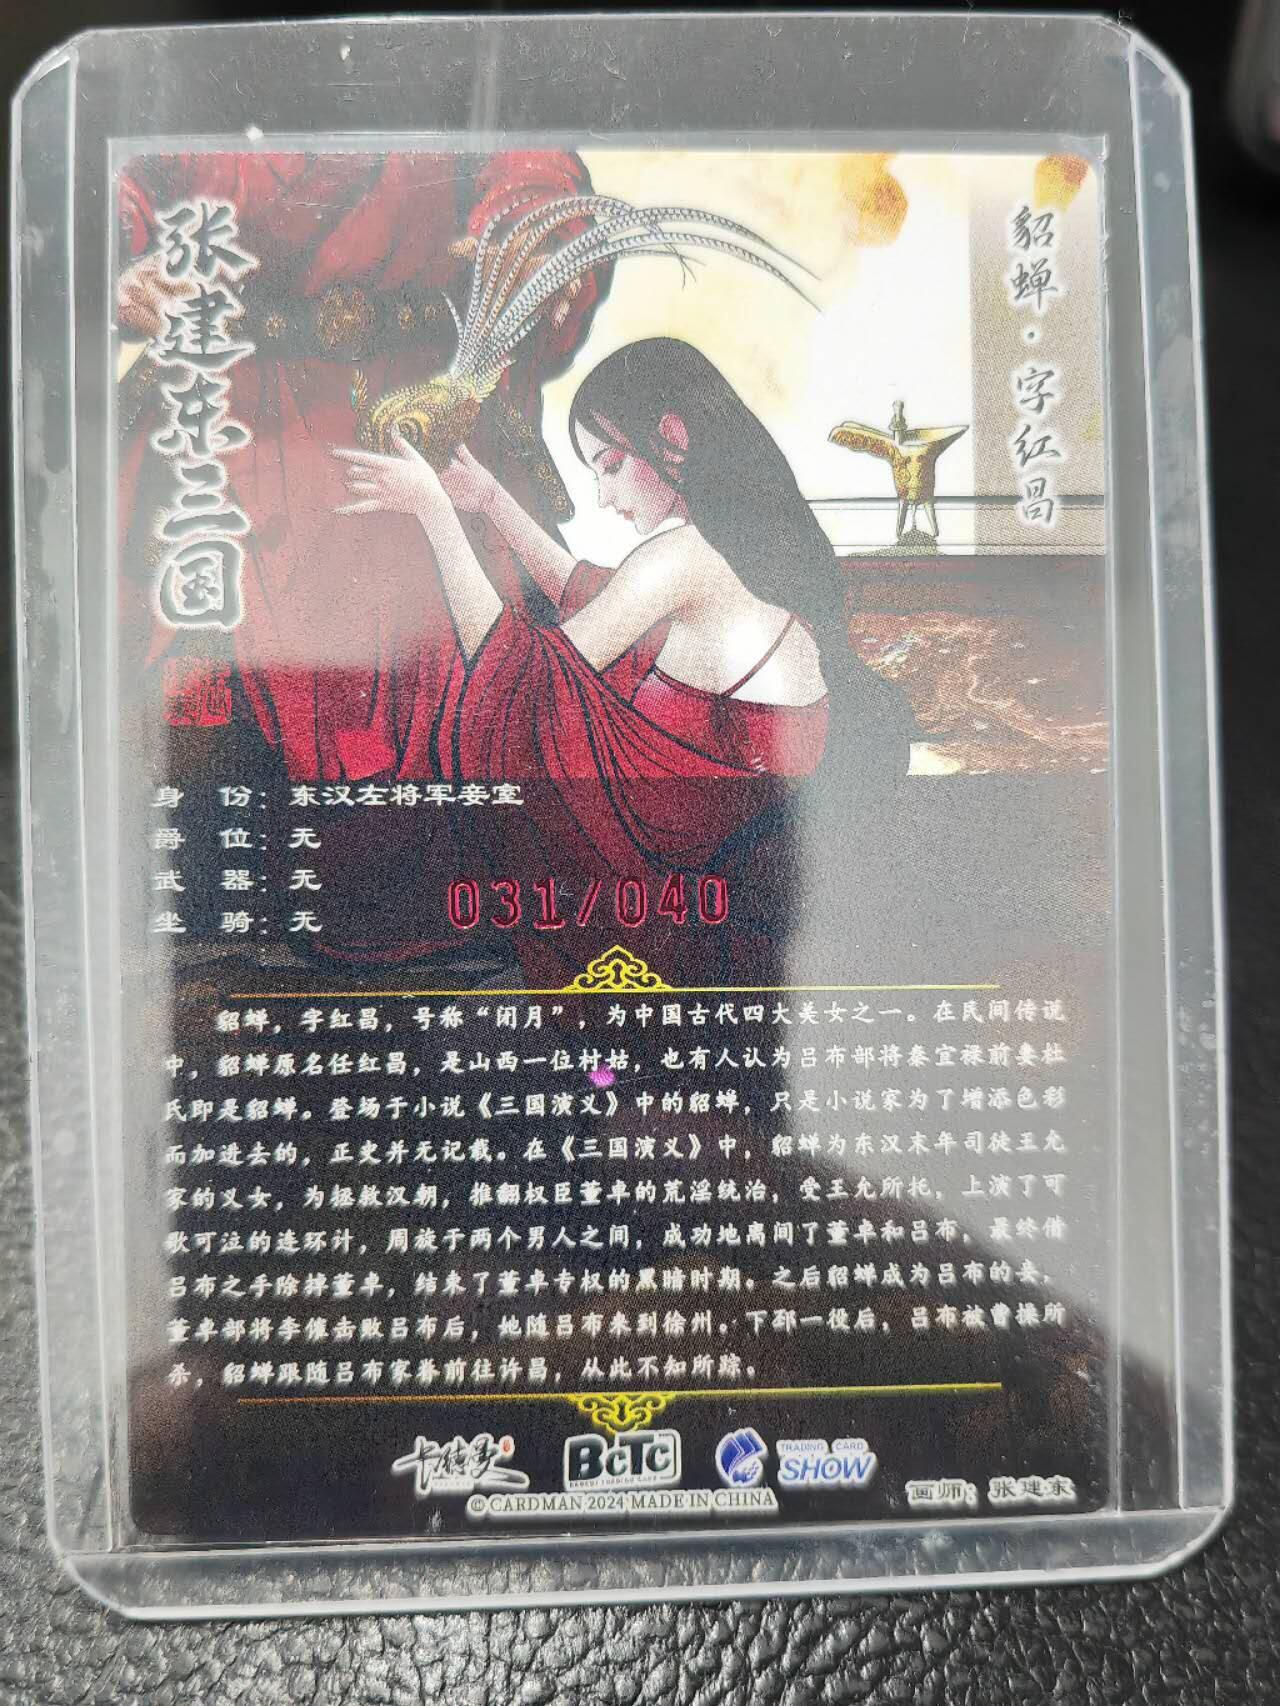 张建东三国
貂蝉·字红昌
身 份：东汉左将军妾室
爵 位：无
武 器：无
坐 骑：无
031/040
貂蝉，字红昌，号称“闭月”，为中国古代四大美女之一。在民间传说
中，貂蝉原名任红昌，是山西一位村姑，也有人认为吕布部将秦宜禄前妻杜
氏即是貂蝉。登场于小说《三国演义》中的貂蝉，只是小说家为了增添色彩
而加进去的，正史并无记载。在《三国演义》中，貂蝉为东汉末年司徒王允
家的义女，为拯救汉朝，推翻权臣董卓的荒淫统治，受王允所托，上演了可
歌可泣的连环计，周旋于两个男人之间，成功地离间了董卓和吕布，最终借
吕布之手除掉董卓，结束了董卓专权的黑暗时期。之后貂蝉成为吕布的妾，
董卓部将李傕击败吕布后，她随吕布来到徐州。下邳一役后，吕布被曹操所
杀，貂蝉跟随吕布家眷前往许昌，从此不知所踪。
卡特曼
BCTC
TRADING CARD
SHOW
© CARDMAN 2024 MADE IN CHINA
画师：张建东